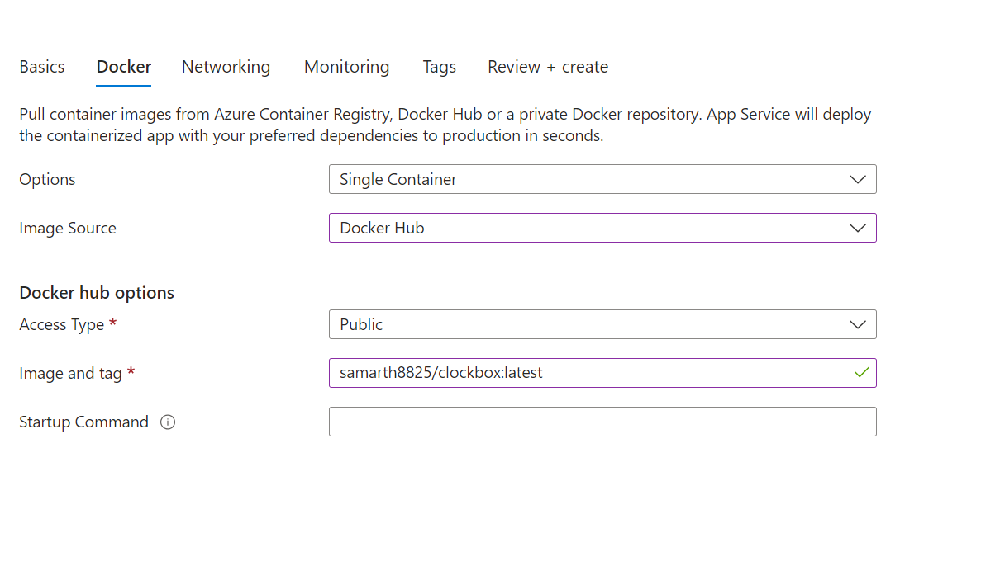 Basics Docker Networking Monitoring Tags Review + create
Pull container images from Azure Container Registry, Docker Hub or a private Docker repository. App Service will deploy
the containerized app with your preferred dependencies to production in seconds.
Options Single Container
Image Source Docker Hub
Docker hub options
Access Type * Public
Image and tag * samarth8825/clockbox:latest
Startup Command